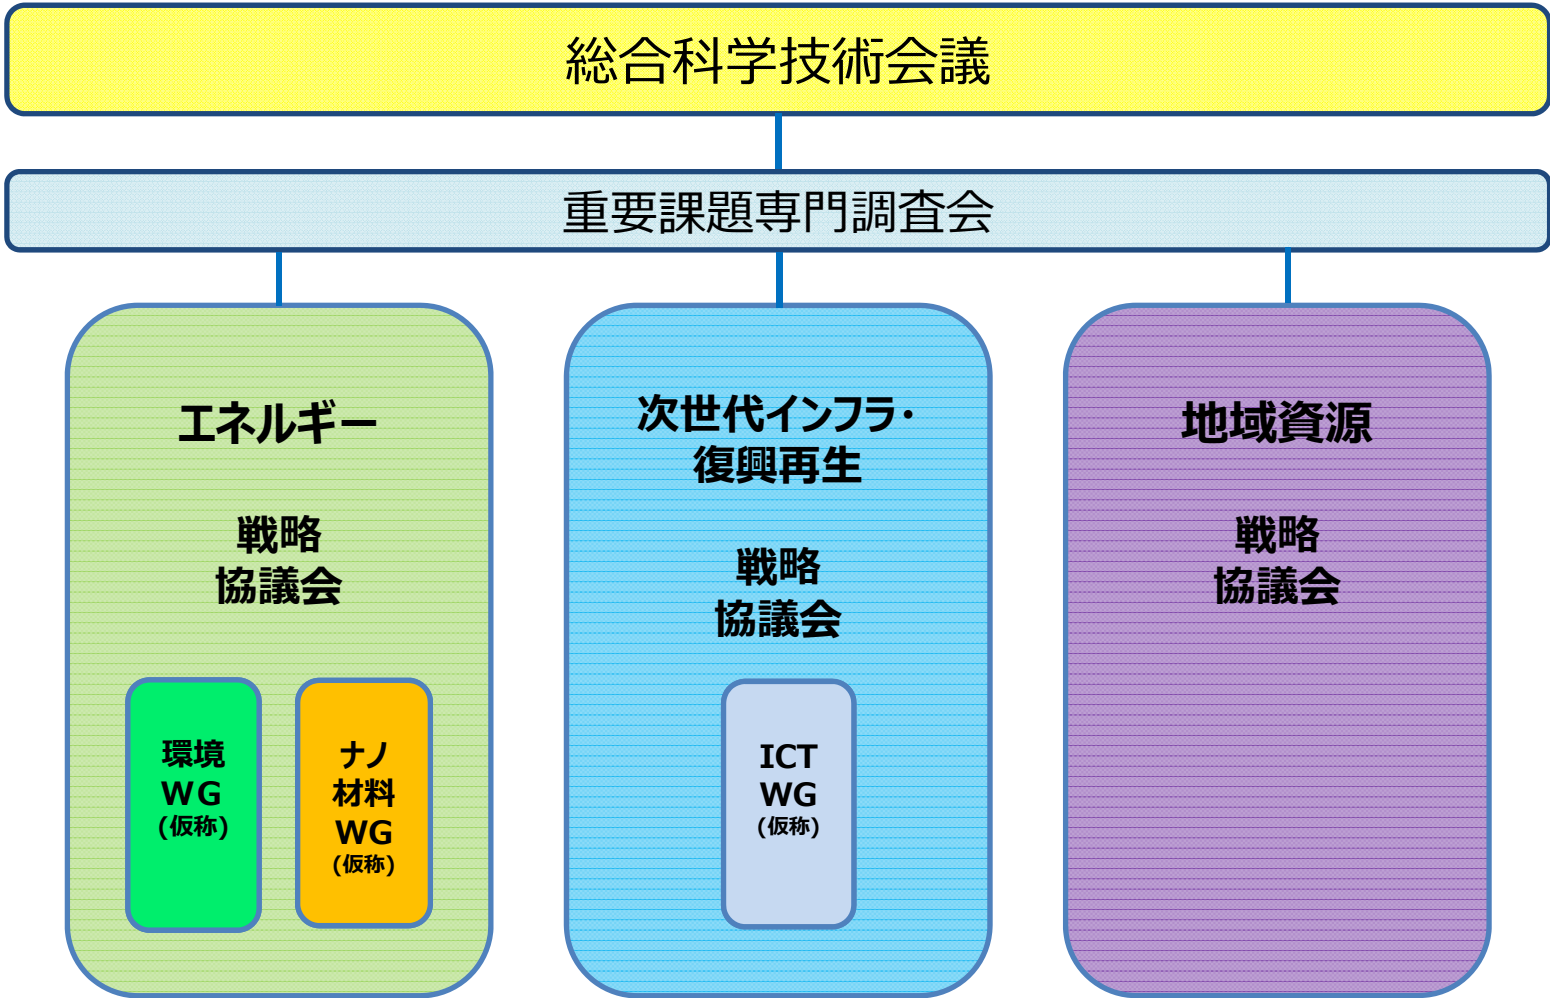 総合科学技術会議
重要課題専門調査会
エネルギー
戦略
協議会
環境
WG
(仮称)
ナノ
材料
WG
(仮称)
次世代インフラ・
復興再生
戦略
協議会
ICT
WG
(仮称)
地域資源
戦略
協議会